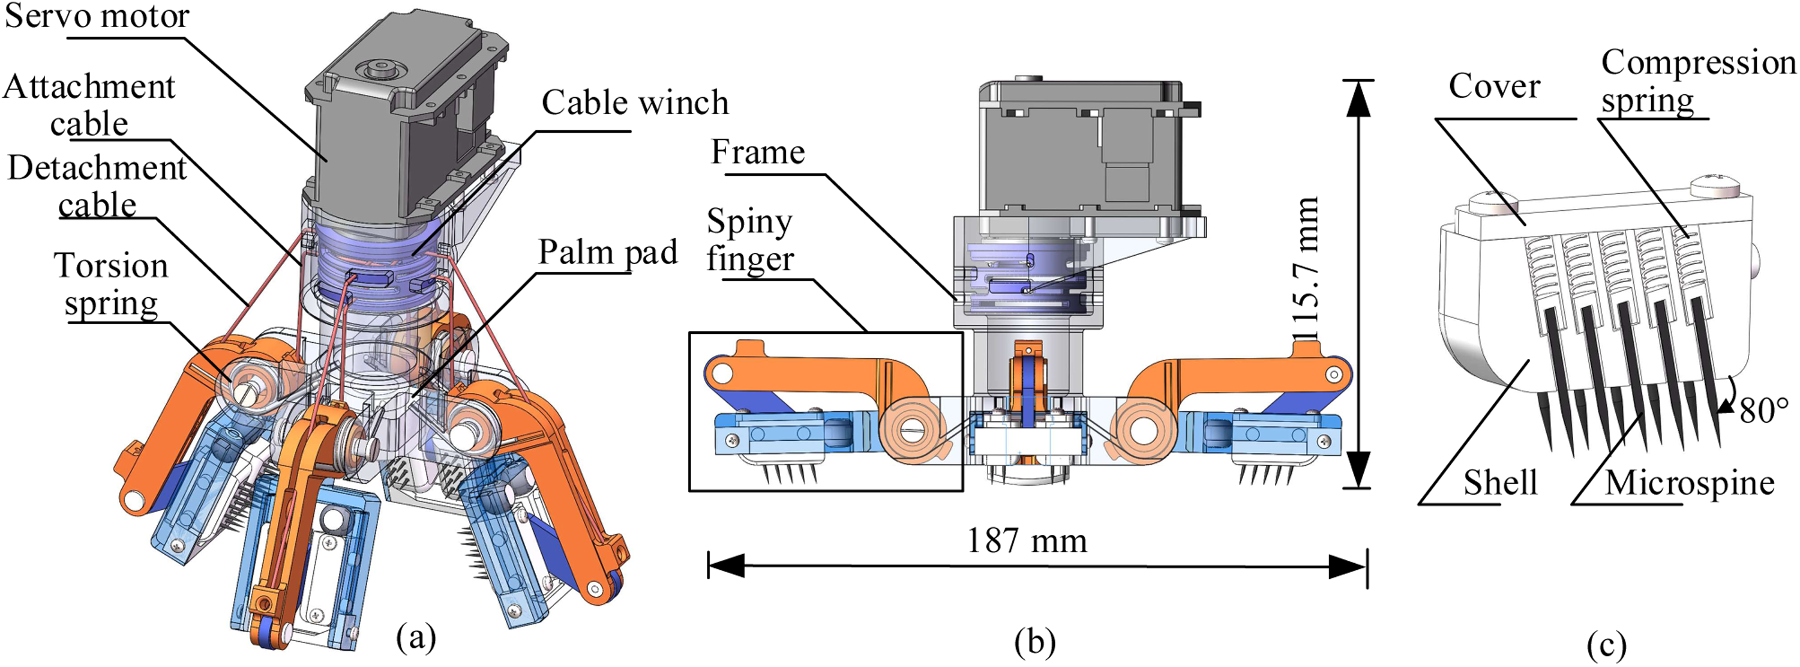 Servo motor
Attachment
cable
Detachment
cable
Torsion
spring
Cable winch
Palm pad
(a)
Frame
Spiny
finger
115.7 mm
187 mm
(b)
Cover
Compression
spring
80°
Shell
Microspine
(c)